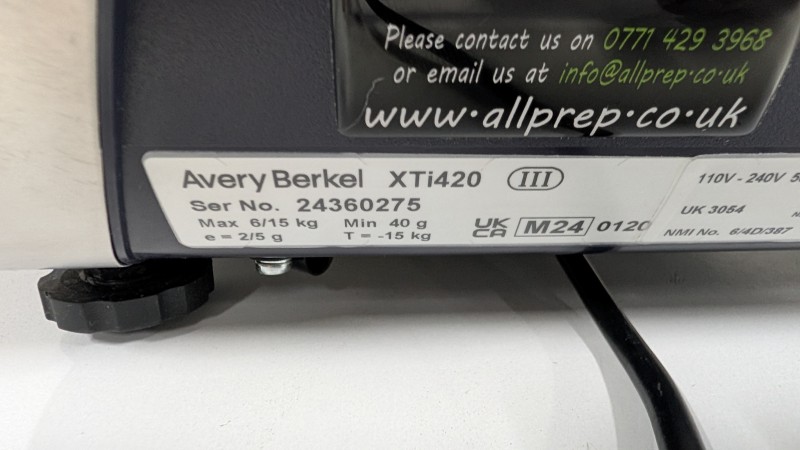 Please contact us on 0771 429 3968
or email us at info@allprep.co.uk
www.allprep.co.uk
Avery Berkel XTi420 III
Ser No. 24360275
Max 6/15 kg Min 40 g
e = 2/5 g T = -15 kg
UK CA M24 0120
110V - 240V
UK 3054
NMI No. 6/4D/387